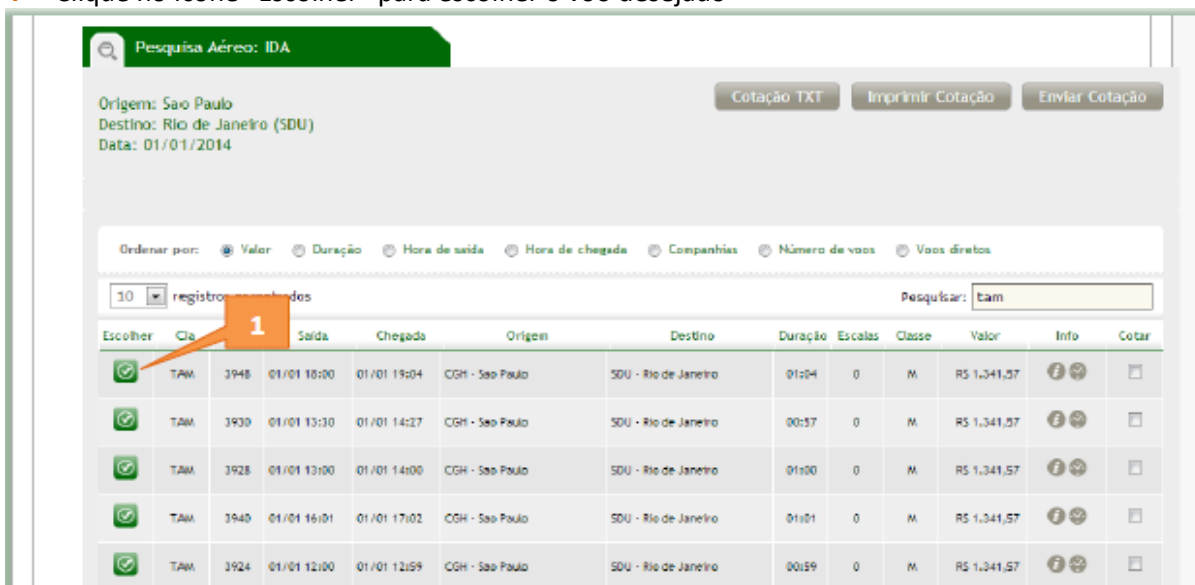 Clique no ícone "Escolher" para escolher o voo desejado
Pesquisa Aéreo: IDA
Cotação TXT Imprimir Cotação Enviar Cotação
Origem: Sao Paulo
Destino: Rio de Janeiro (SDU)
Data: 01/01/2014
Ordenar por: Valor Duração Hora de saída Hora de chegada Companhias Número de voos Voos diretos
10 registros Pesquisar: tam
1
Escolher Cia Saída Chegada Origem Destino Duração Escalas Classe Valor Info Cotar
TAM 3948 01/01 18:00 01/01 19:04 CGH - Sao Paulo SDU - Rio de Janeiro 01:04 0 M R$ 1.341,57
TAM 3930 01/01 13:30 01/01 14:27 CGH - Sao Paulo SDU - Rio de Janeiro 00:57 0 M R$ 1.341,57
TAM 3928 01/01 13:00 01/01 14:00 CGH - Sao Paulo SDU - Rio de Janeiro 01:00 0 M R$ 1.341,57
TAM 3940 01/01 16:01 01/01 17:02 CGH - Sao Paulo SDU - Rio de Janeiro 01:01 0 M R$ 1.341,57
TAM 3924 01/01 12:00 01/01 12:59 CGH - Sao Paulo SDU - Rio de Janeiro 00:59 0 M R$ 1.341,57